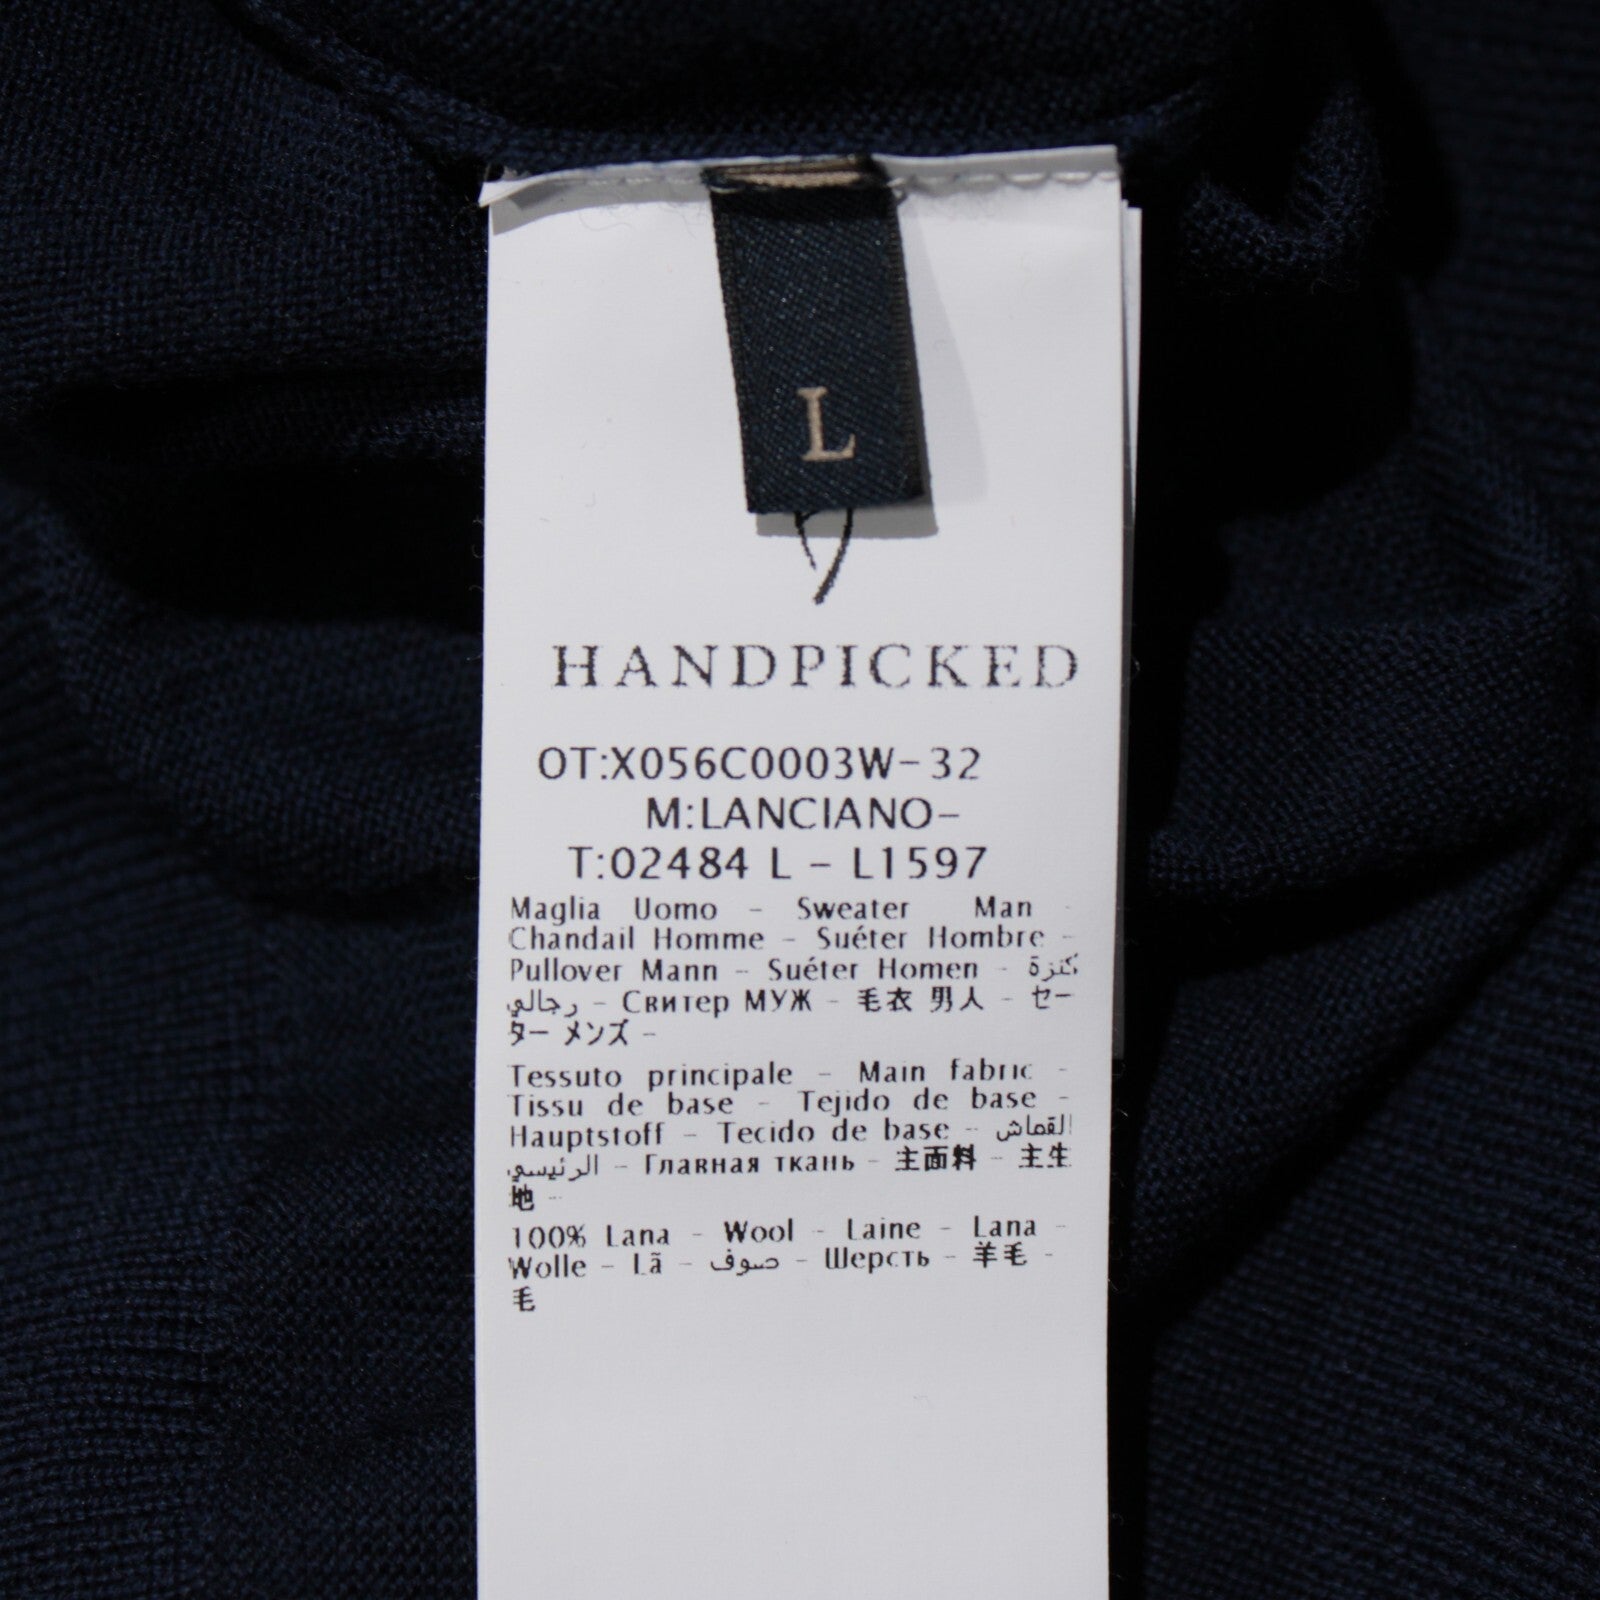 L
HANDPICKED
OT:X056C0003W-32
M:LANCIANO-
T:02484 L - L1597
Maglia Uomo - Sweater Man -
Chandail Homme - Suéter Hombre -
Pullover Mann - Suéter Homen - كنزة
رجالي - Свитер МУЖ - 毛衣 男人 - セー
ター メンズ -
Tessuto principale - Main fabric -
Tissu de base - Tejido de base -
Hauptstoff - Tecido de base - القماش
الرئيسي - Главная ткань - 主面料 - 主生
地 -
100% Lana - Wool - Laine - Lana -
Wolle - Lã - صوف - Шерсть - 羊毛 -
毛